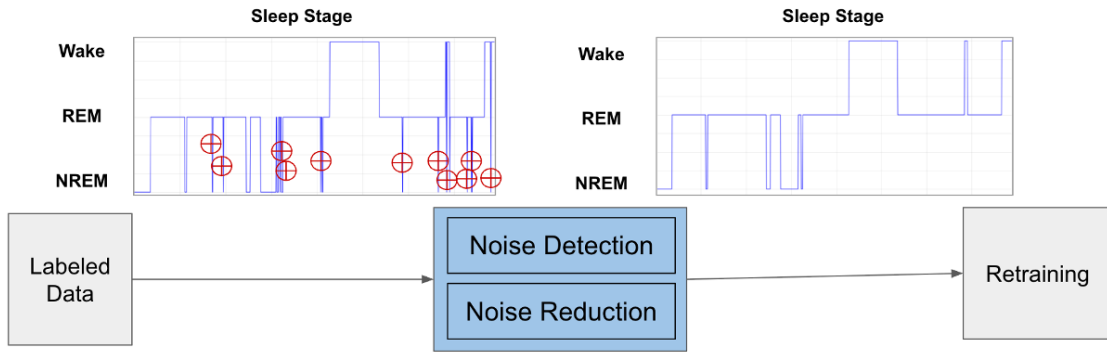 Sleep Stage
Wake
REM
NREM
Sleep Stage
Wake
REM
NREM
Labeled
Data
Noise Detection
Noise Reduction
Retraining